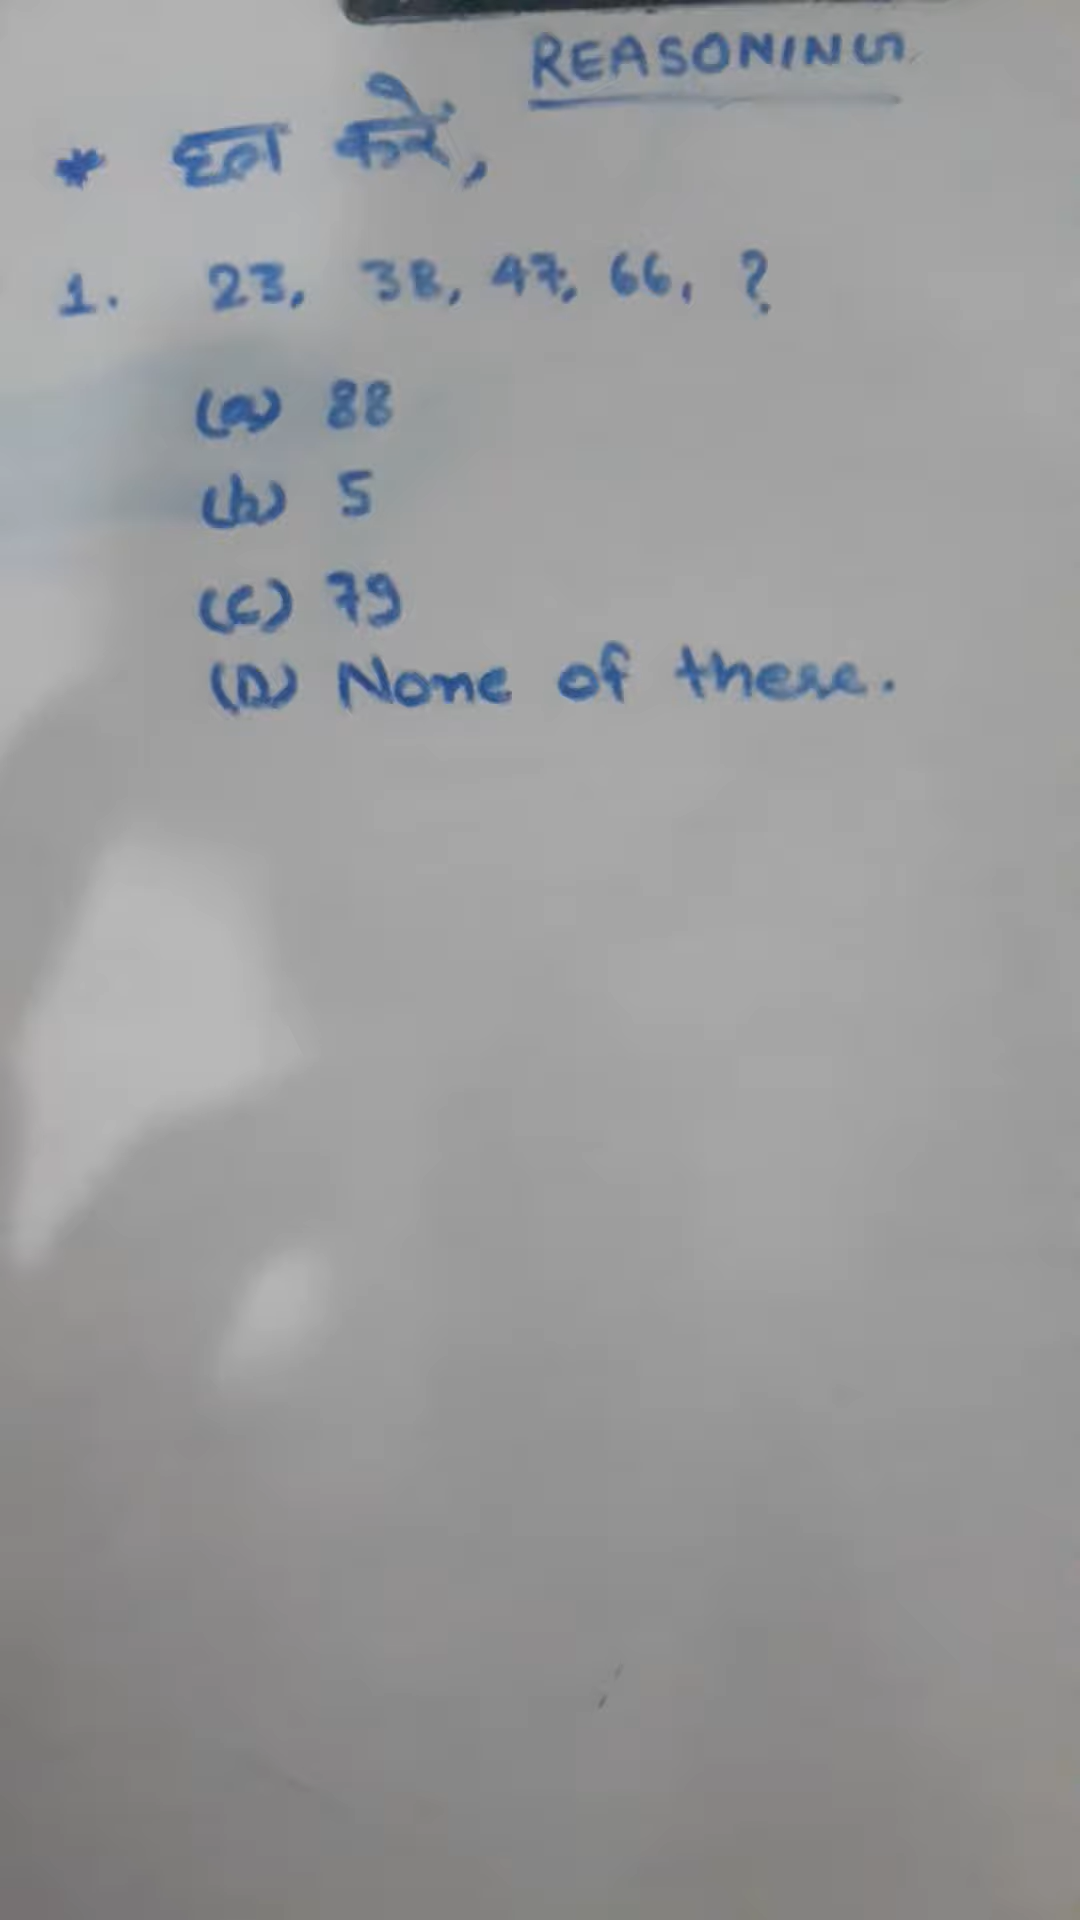 REASONING
* हल करें,
1. 23, 38, 47, 66, ?
(a) 88
(b) 5
(c) 79
(D) None of these.